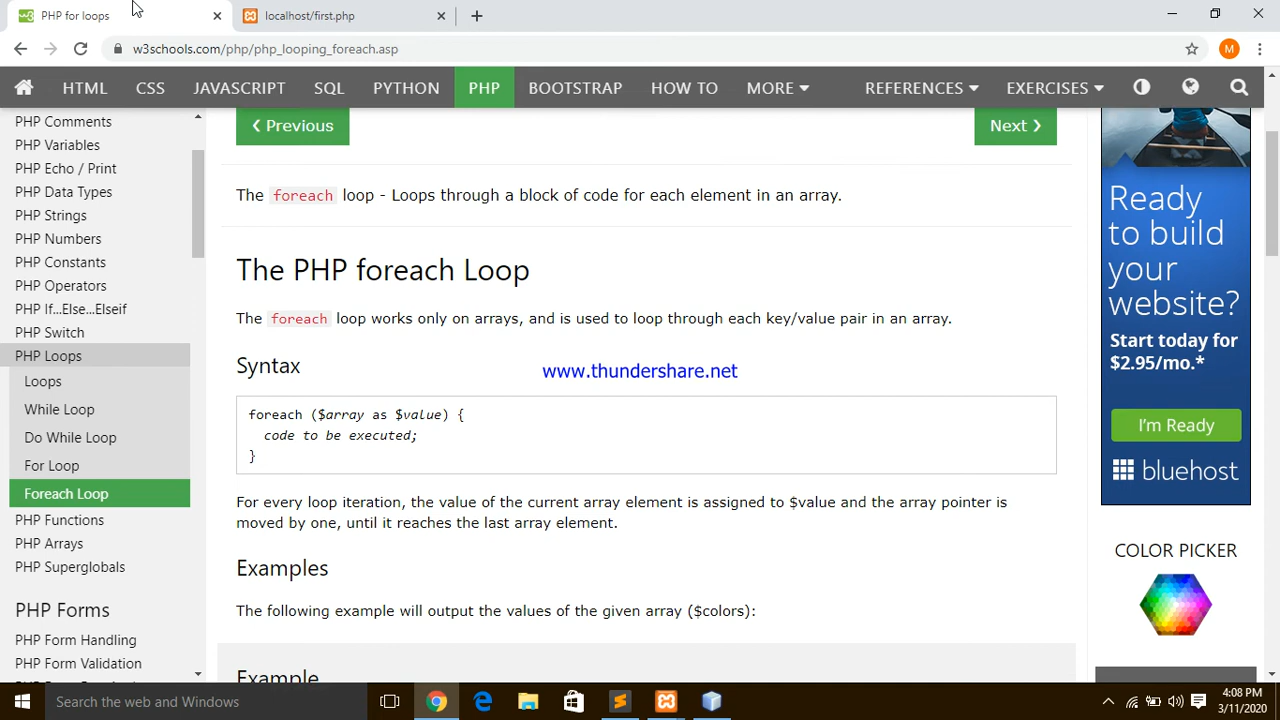 PHP for loops
localhost/first.php
w3schools.com/php/php_looping_foreach.asp
M
HTML
CSS
JAVASCRIPT
SQL
PYTHON
PHP
BOOTSTRAP
HOW TO
MORE
REFERENCES
EXERCISES
PHP Comments
PHP Variables
PHP Echo / Print
PHP Data Types
PHP Strings
PHP Numbers
PHP Constants
PHP Operators
PHP If...Else...Elseif
PHP Switch
PHP Loops
Loops
While Loop
Do While Loop
For Loop
Foreach Loop
PHP Functions
PHP Arrays
PHP Superglobals
PHP Forms
PHP Form Handling
PHP Form Validation
❮ Previous
Next ❯
The foreach loop - Loops through a block of code for each element in an array.
The PHP foreach Loop
The foreach loop works only on arrays, and is used to loop through each key/value pair in an array.
Syntax
www.thundershare.net
foreach ($array as $value) {
code to be executed;
}
For every loop iteration, the value of the current array element is assigned to $value and the array pointer is
moved by one, until it reaches the last array element.
Examples
The following example will output the values of the given array ($colors):
Example
Ready
to build
your
website?
Start today for
$2.95/mo.*
I'm Ready
bluehost
COLOR PICKER
Search the web and Windows
4:08 PM
3/11/2020